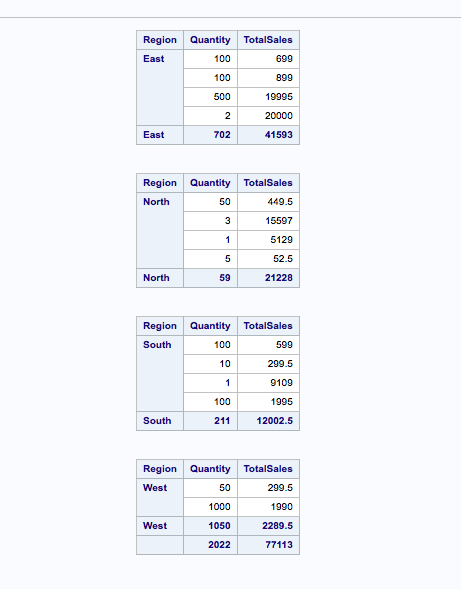 Region Quantity TotalSales
East 100 699
100 899
500 19995
2 20000
East 702 41593
Region Quantity TotalSales
North 50 449.5
3 15597
1 5129
5 52.5
North 59 21228
Region Quantity TotalSales
South 100 599
10 299.5
1 9109
100 1995
South 211 12002.5
Region Quantity TotalSales
West 50 299.5
1000 1990
West 1050 2289.5
2022 77113